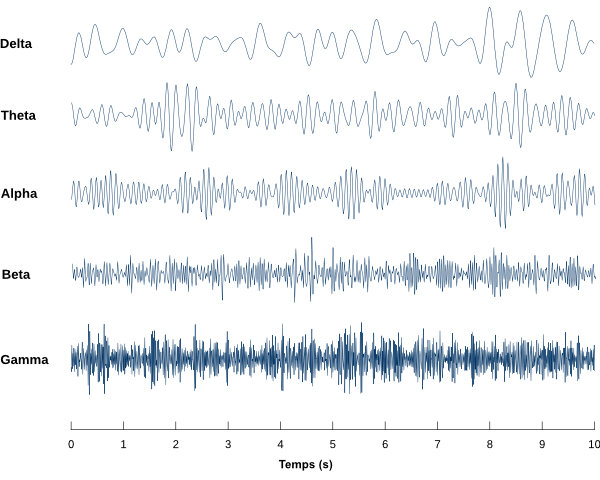 Delta
Theta
Alpha
Beta
Gamma
0 1 2 3 4 5 6 7 8 9 10
Temps (s)